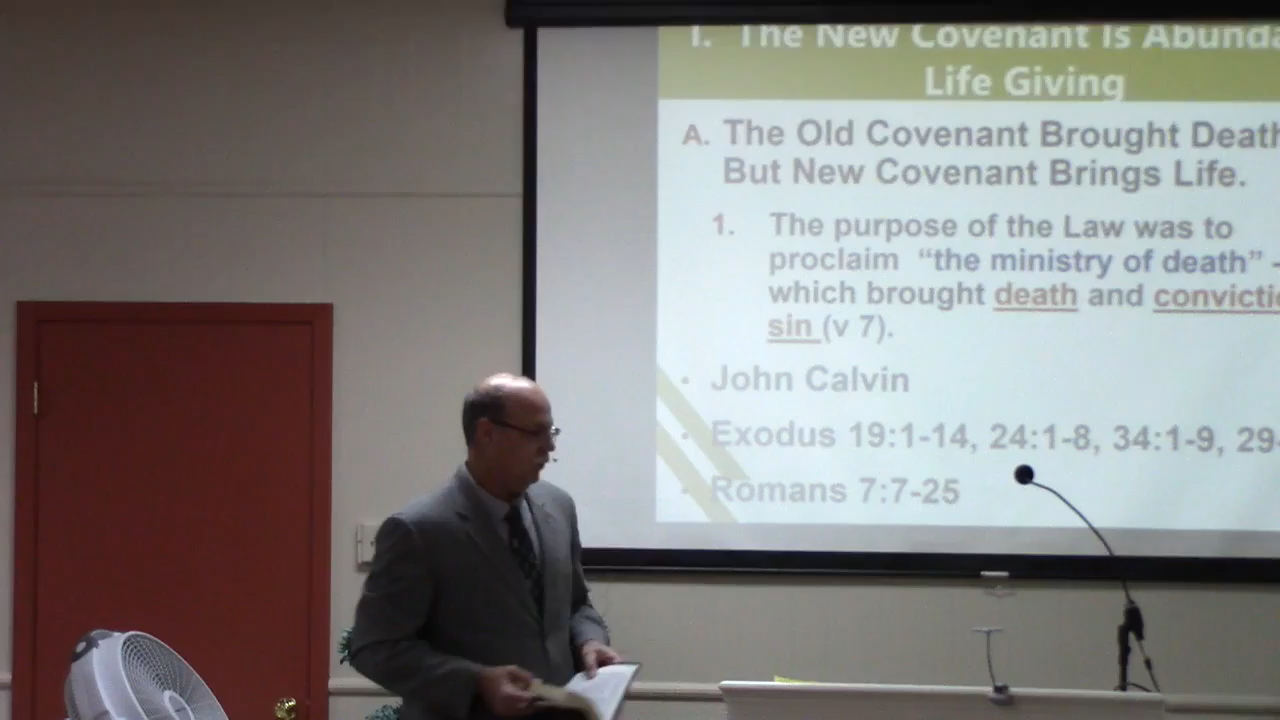 I. The New Covenant Is Abunda
Life Giving
A. The Old Covenant Brought Death
But New Covenant Brings Life.
1. The purpose of the Law was to
proclaim “the ministry of death” -
which brought death and convictio
sin (v 7).
• John Calvin
• Exodus 19:1-14, 24:1-8, 34:1-9, 29-
• Romans 7:7-25